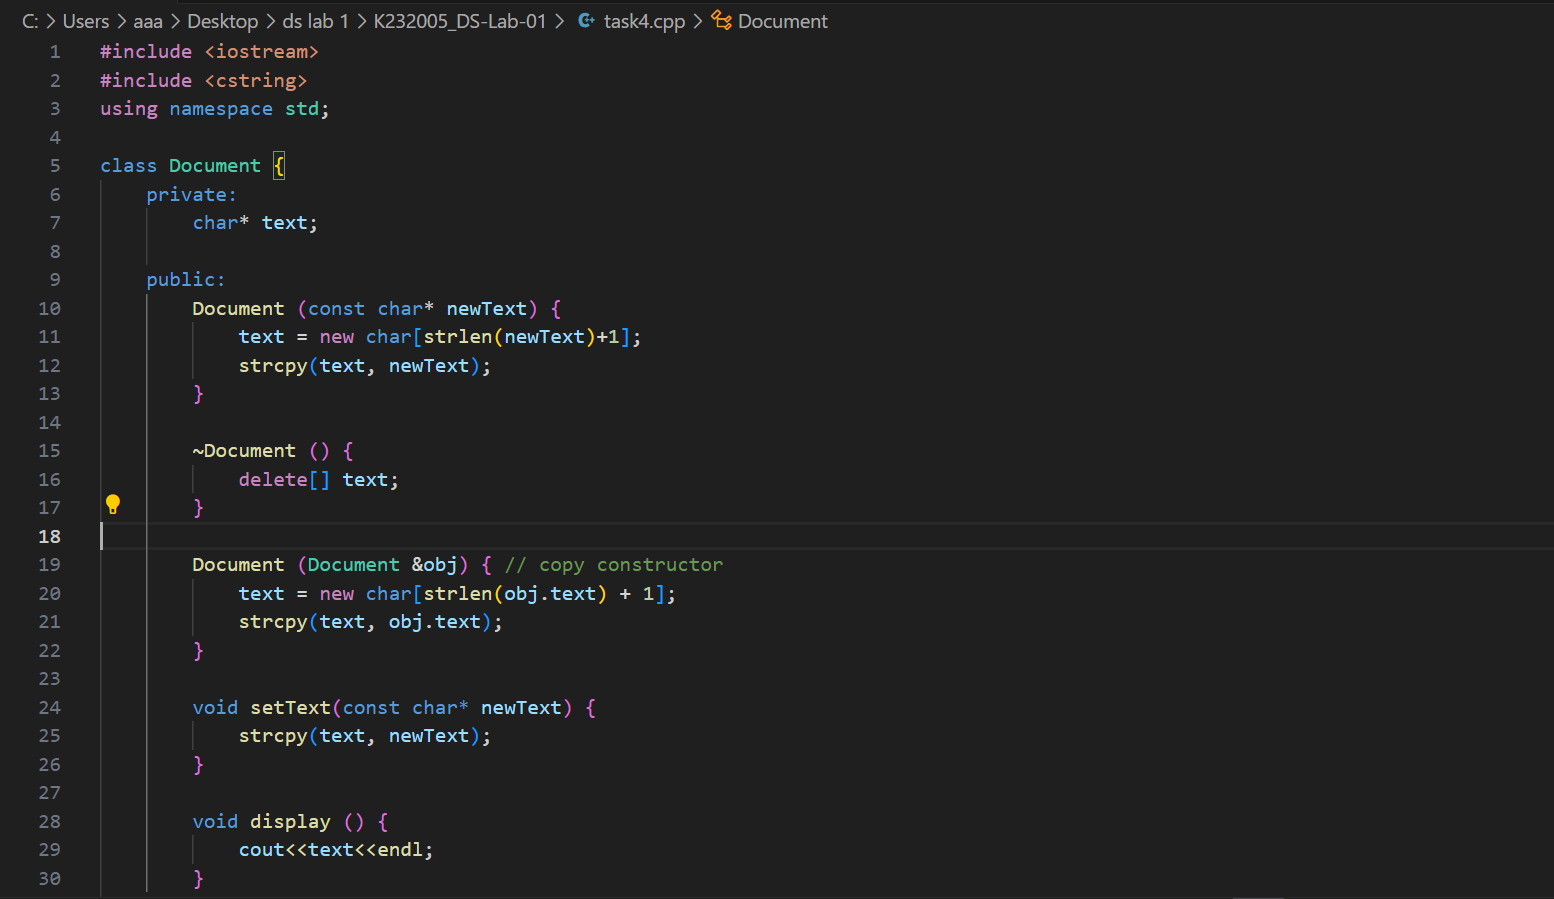 C: > Users > aaa > Desktop > ds lab 1 > K232005_DS-Lab-01 > task4.cpp > Document
1 #include <iostream>
2 #include <cstring>
3 using namespace std;
4
5 class Document {
6     private:
7         char* text;
8
9     public:
10         Document (const char* newText) {
11             text = new char[strlen(newText)+1];
12             strcpy(text, newText);
13         }
14
15         ~Document () {
16             delete[] text;
17         }
18
19         Document (Document &obj) { // copy constructor
20             text = new char[strlen(obj.text) + 1];
21             strcpy(text, obj.text);
22         }
23
24         void setText(const char* newText) {
25             strcpy(text, newText);
26         }
27
28         void display () {
29             cout<<text<<endl;
30         }